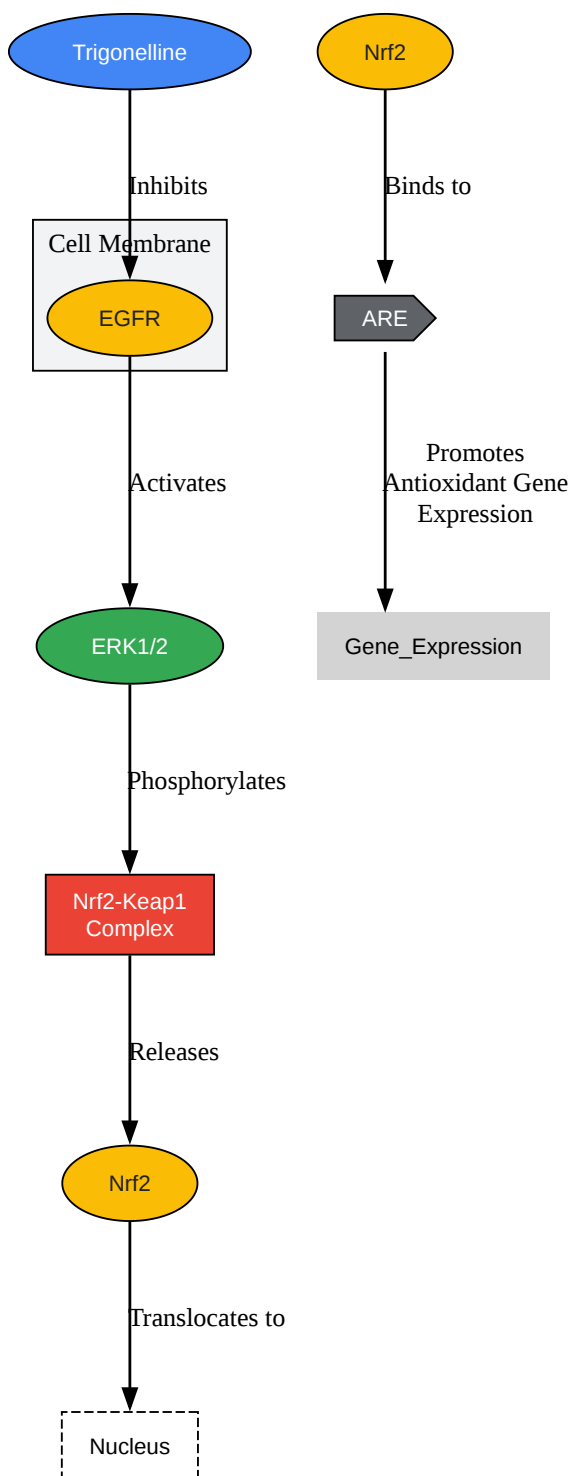 Trigonelline
Inhibits
Cell Membrane
EGFR
Activates
ERK1/2
Phosphorylates
Nrf2-Keap1
Complex
Releases
Nrf2
Translocates to
Nucleus
Nrf2
Binds to
ARE
Promotes
Antioxidant Gene
Expression
Gene_Expression